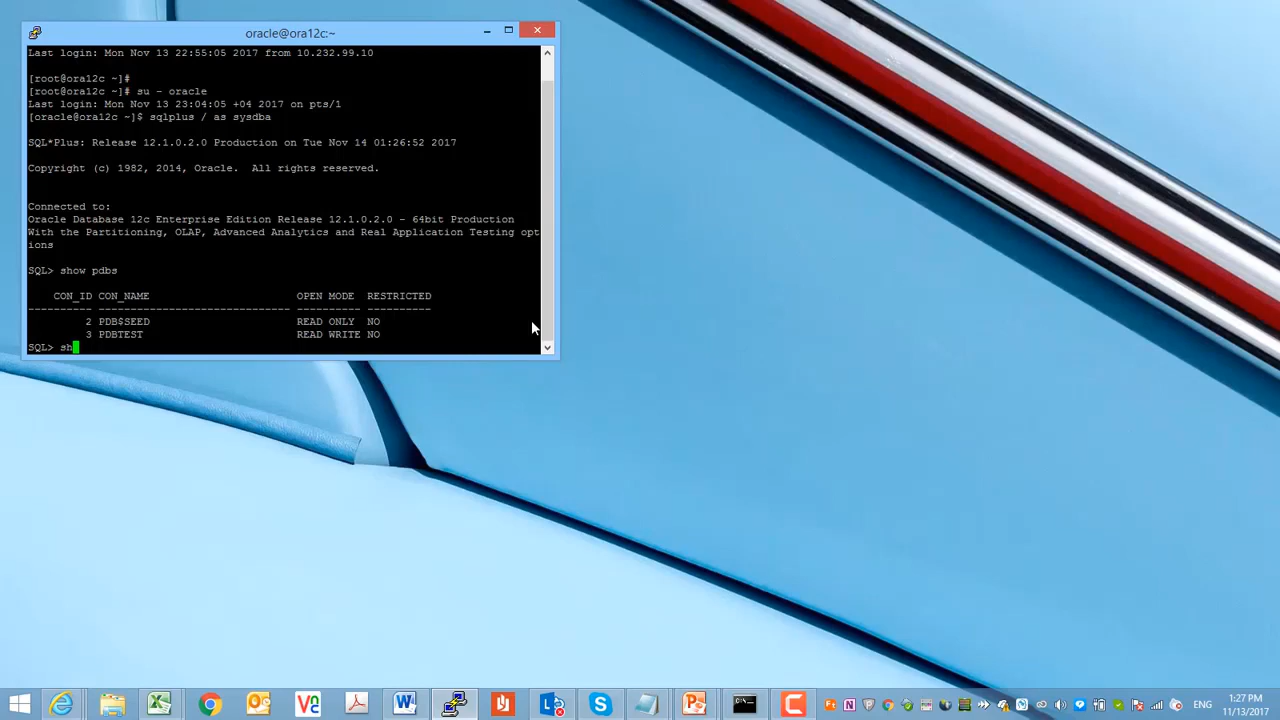 oracle@ora12c:~
Last login: Mon Nov 13 22:55:05 2017 from 10.232.99.10
[root@ora12c ~]#
[root@ora12c ~]# su - oracle
Last login: Mon Nov 13 23:04:05 +04 2017 on pts/1
[oracle@ora12c ~]$ sqlplus / as sysdba
SQL*Plus: Release 12.1.0.2.0 Production on Tue Nov 14 01:26:52 2017
Copyright (c) 1982, 2014, Oracle.  All rights reserved.
Connected to:
Oracle Database 12c Enterprise Edition Release 12.1.0.2.0 - 64bit Production
With the Partitioning, OLAP, Advanced Analytics and Real Application Testing opt
ions
SQL> show pdbs
CON_ID CON_NAME OPEN MODE RESTRICTED
---------- ------------------------------ ---------- ----------
2 PDB$SEED READ ONLY NO
3 PDBTEST READ WRITE NO
SQL> sh
ENG
1:27 PM
11/13/2017